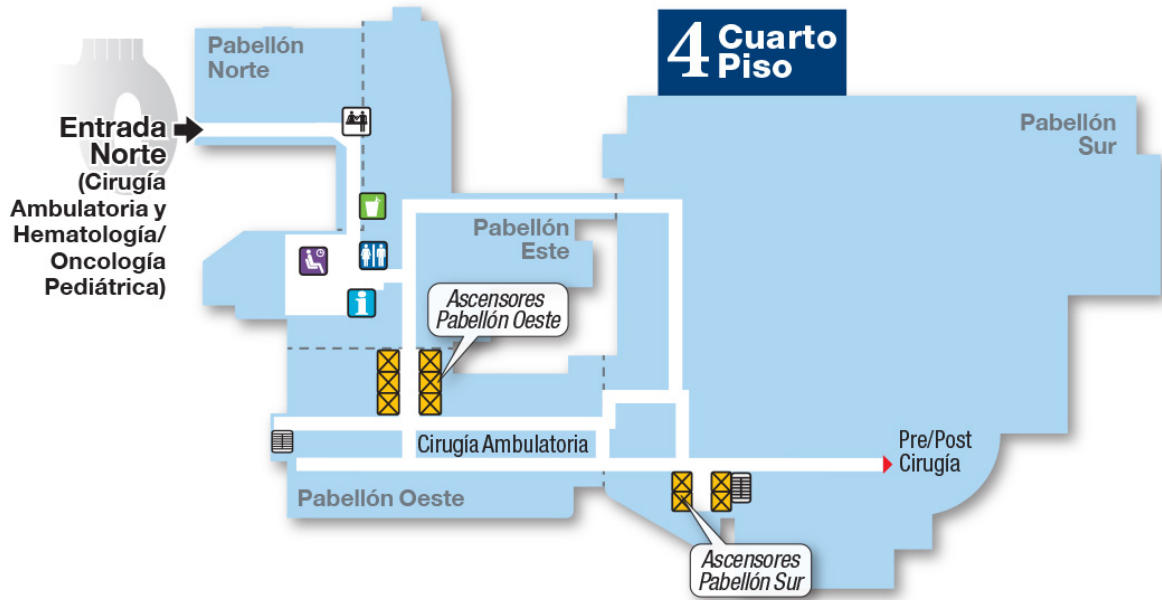 4 Cuarto
Piso
Pabellón
Norte
Entrada
Norte
(Cirugía
Ambulatoria y
Hematología/
Oncología
Pediátrica)
Pabellón
Sur
Pabellón
Este
Ascensores
Pabellón Oeste
Cirugía Ambulatoria
Pre/Post
Cirugía
Pabellón Oeste
Ascensores
Pabellón Sur